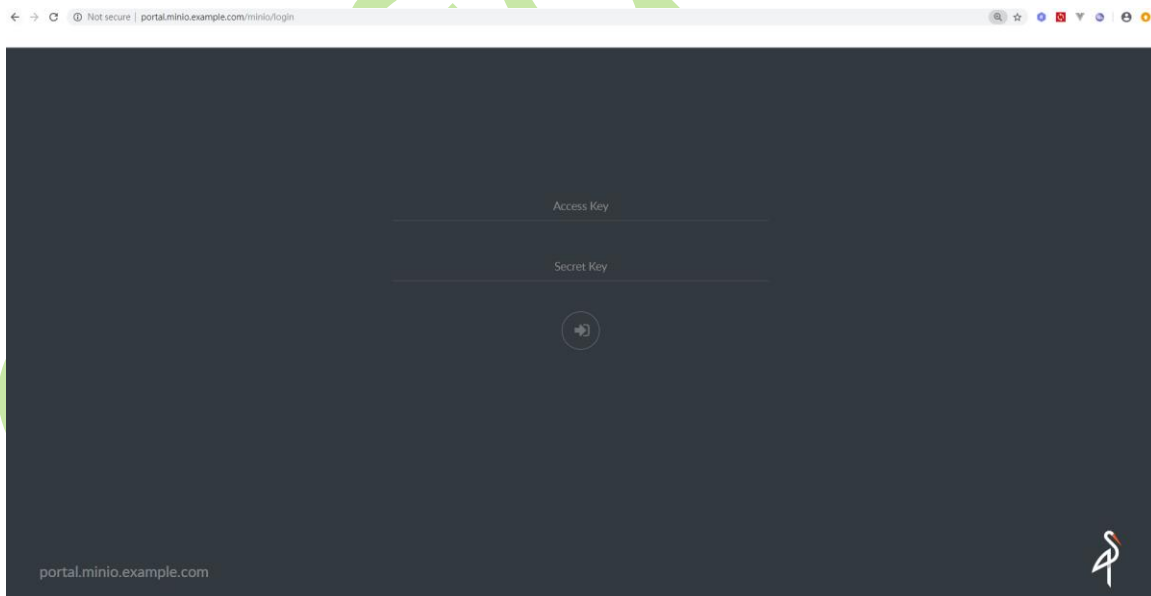 Not secure | portal.minio.example.com/minio/login
Access Key
Secret Key
portal.minio.example.com